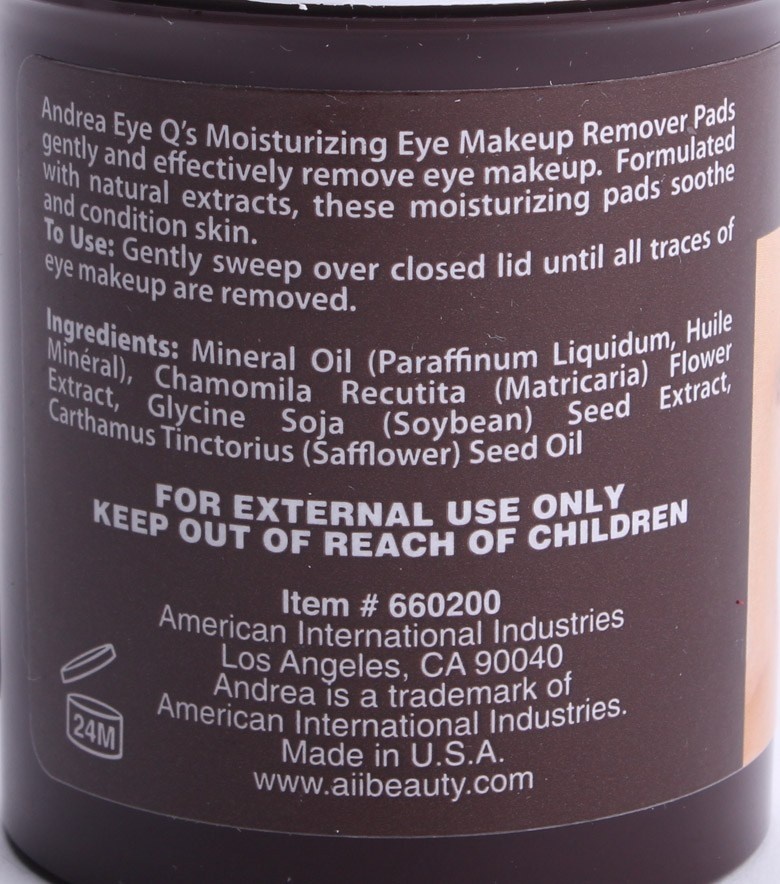 Andrea Eye Q's Moisturizing Eye Makeup Remover Pads
gently and effectively remove eye makeup. Formulated
with natural extracts, these moisturizing pads soothe
and condition skin.
To Use: Gently sweep over closed lid until all traces of
eye makeup are removed.
Ingredients: Mineral Oil (Paraffinum Liquidum, Huile
Minéral), Chamomila Recutita (Matricaria) Flower
Extract, Glycine Soja (Soybean) Seed Extract,
Carthamus Tinctorius (Safflower) Seed Oil
FOR EXTERNAL USE ONLY
KEEP OUT OF REACH OF CHILDREN
Item # 660200
American International Industries
Los Angeles, CA 90040
Andrea is a trademark of
American International Industries.
Made in U.S.A.
www.aiibeauty.com
24M